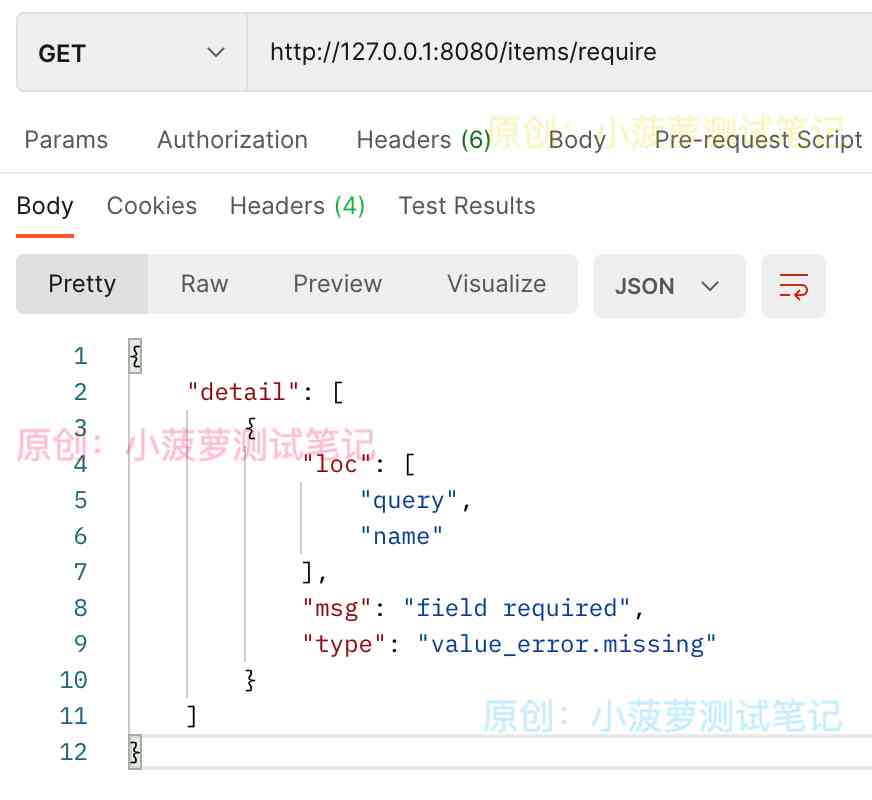 GET http://127.0.0.1:8080/items/require
原创：小菠萝测试笔记
Params Authorization Headers (6) Body Pre-request Script
Body Cookies Headers (4) Test Results
Pretty Raw Preview Visualize JSON
1 {
2 "detail": [
3 {
原创：小菠萝测试笔记
4 "loc": [
5 "query",
6 "name"
7 ],
8 "msg": "field required",
9 "type": "value_error.missing"
10 }
11 ]
原创：小菠萝测试笔记
12 }